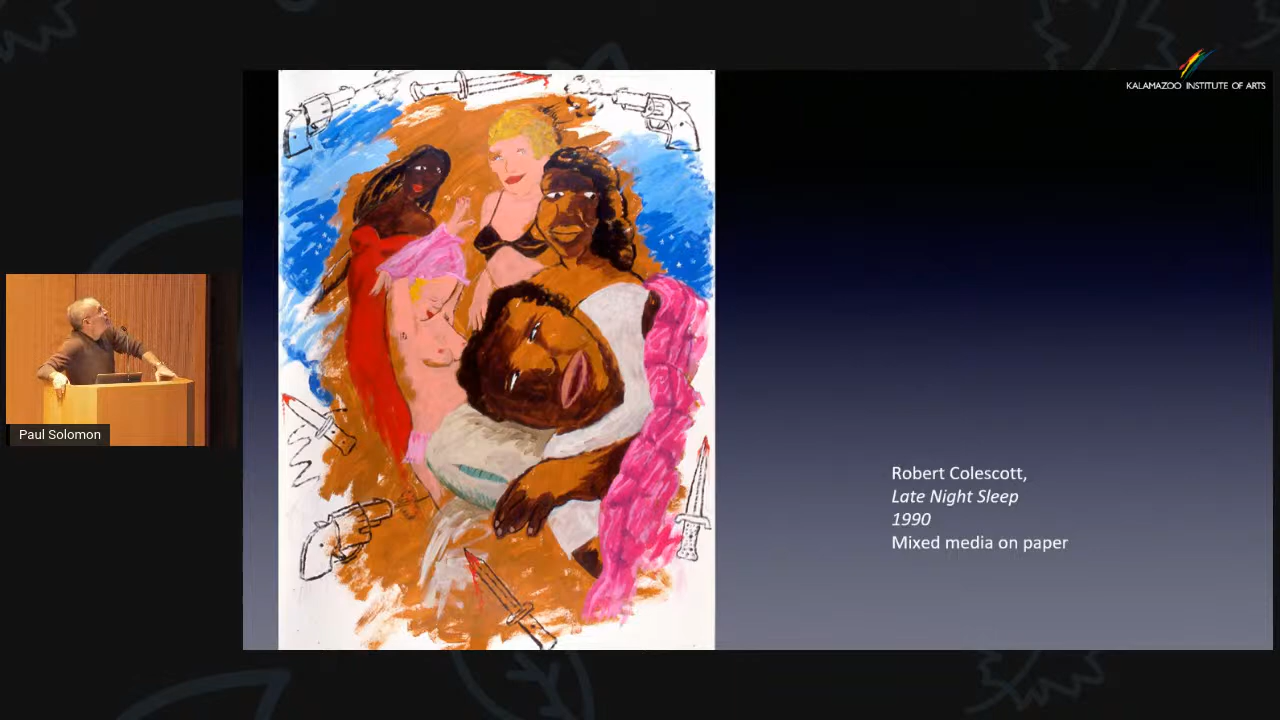 KALAMAZOO INSTITUTE OF ARTS
Paul Solomon
Robert Colescott,
Late Night Sleep
1990
Mixed media on paper